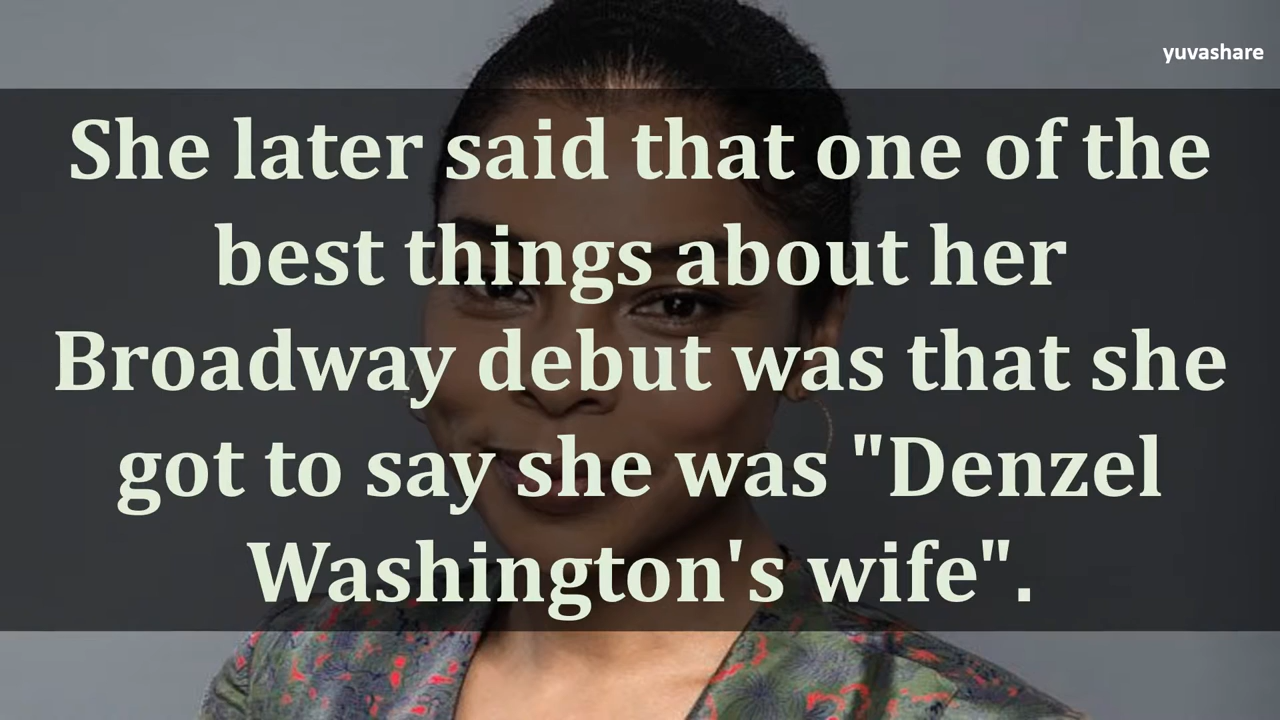 yuvashare
She later said that one of the
best things about her
Broadway debut was that she
got to say she was "Denzel
Washington's wife".